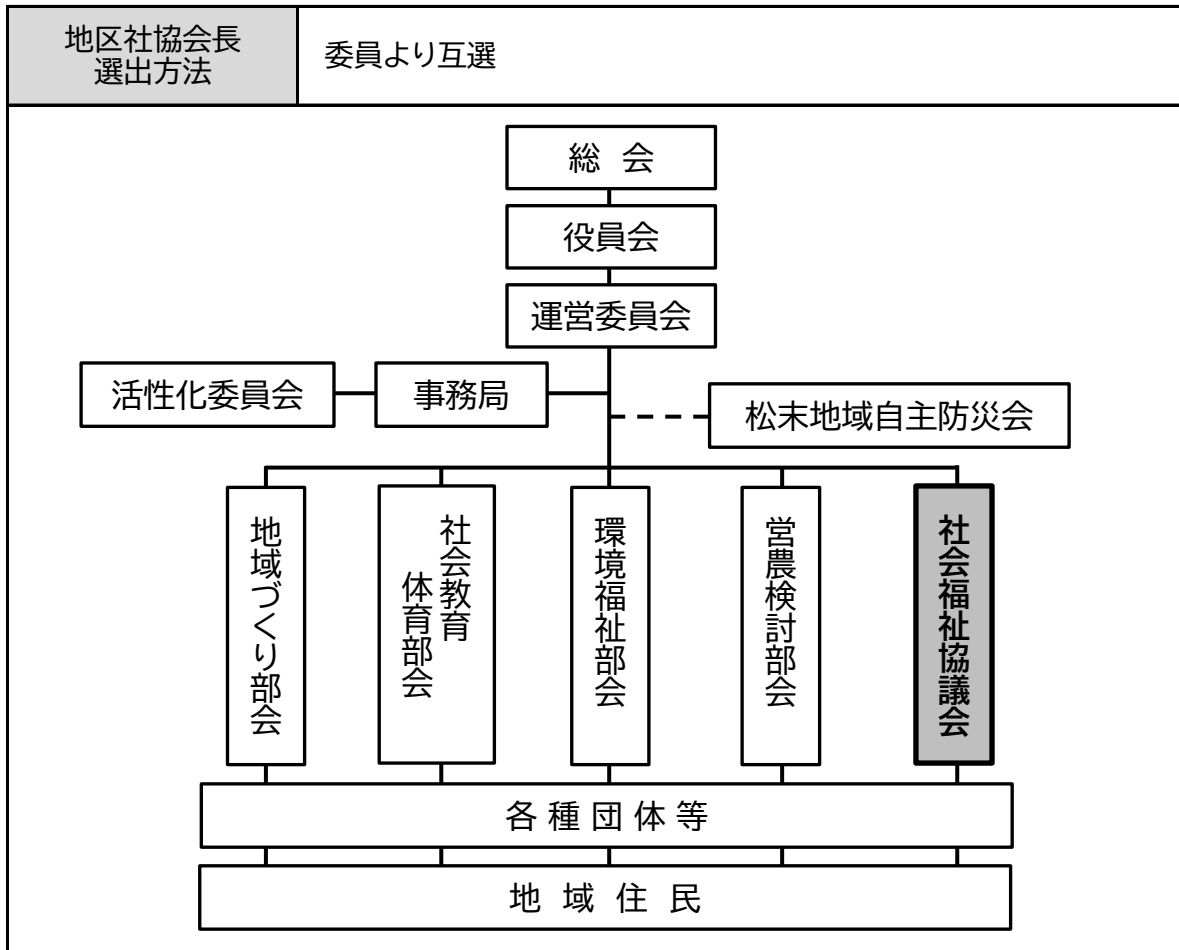 地区社協会長
選出方法
委員より互選
総 会
役員会
運営委員会
活性化委員会
事務局
松末地域自主防災会
地域づくり部会
社会教育
体育部会
環境福祉部会
営農検討部会
社会福祉協議会
各 種 団 体 等
地 域 住 民